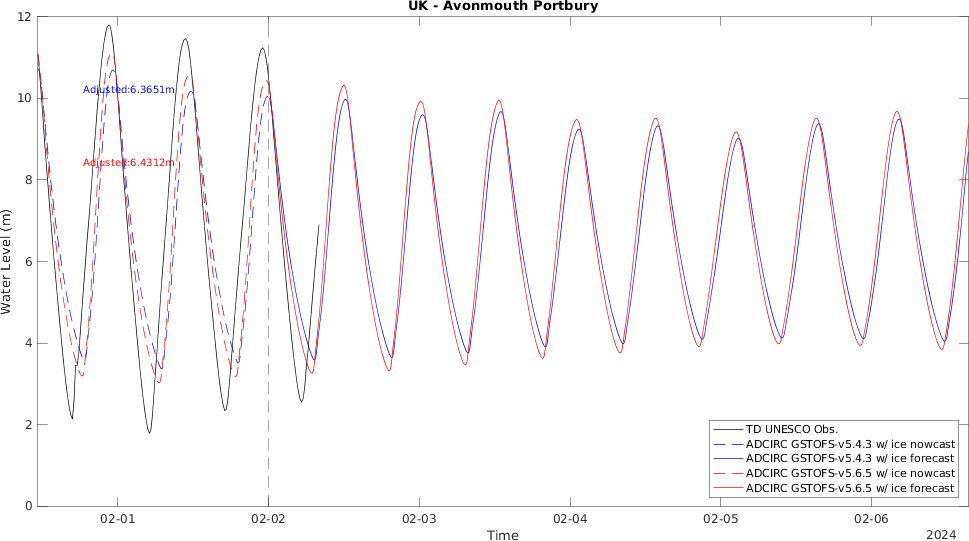 UK - Avonmouth Portbury
12
10
8
6
4
2
0
Water Level (m)
Adjusted:6.3651m
Adjusted:6.4312m
TD UNESCO Obs.
ADCIRC GSTOFS-v5.4.3 w/ ice nowcast
ADCIRC GSTOFS-v5.4.3 w/ ice forecast
ADCIRC GSTOFS-v5.6.5 w/ ice nowcast
ADCIRC GSTOFS-v5.6.5 w/ ice forecast
02-01 02-02 02-03 02-04 02-05 02-06
Time
2024